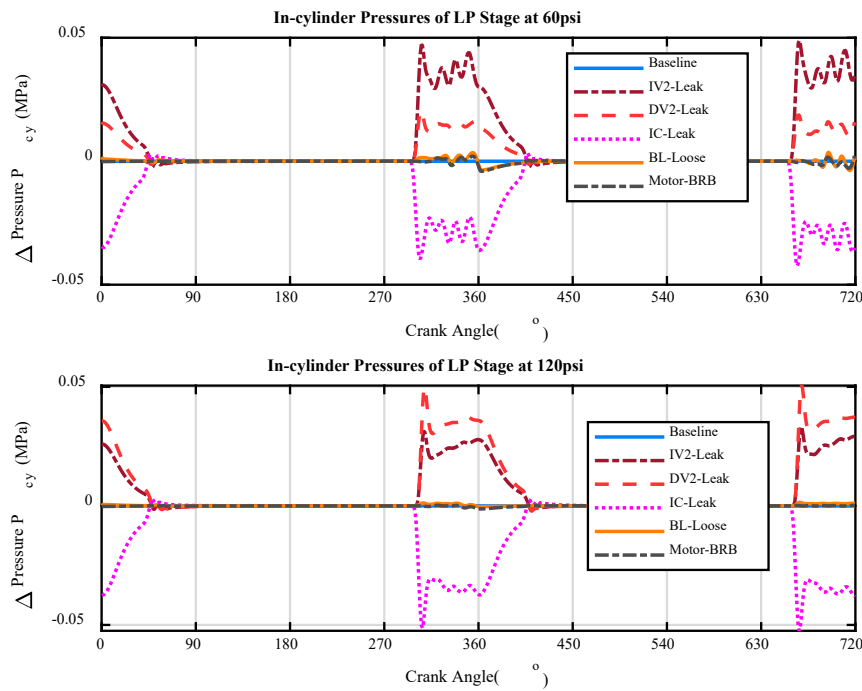 In-cylinder Pressures of LP Stage at 60psi
0.05
0
-0.05
Δ Pressure P cy (MPa)
Baseline
IV2-Leak
DV2-Leak
IC-Leak
BL-Loose
Motor-BRB
0 90 180 270 360 450 540 630 720
Crank Angle( o )
In-cylinder Pressures of LP Stage at 120psi
0.05
0
-0.05
Δ Pressure P cy (MPa)
Baseline
IV2-Leak
DV2-Leak
IC-Leak
BL-Loose
Motor-BRB
0 90 180 270 360 450 540 630 720
Crank Angle( o )